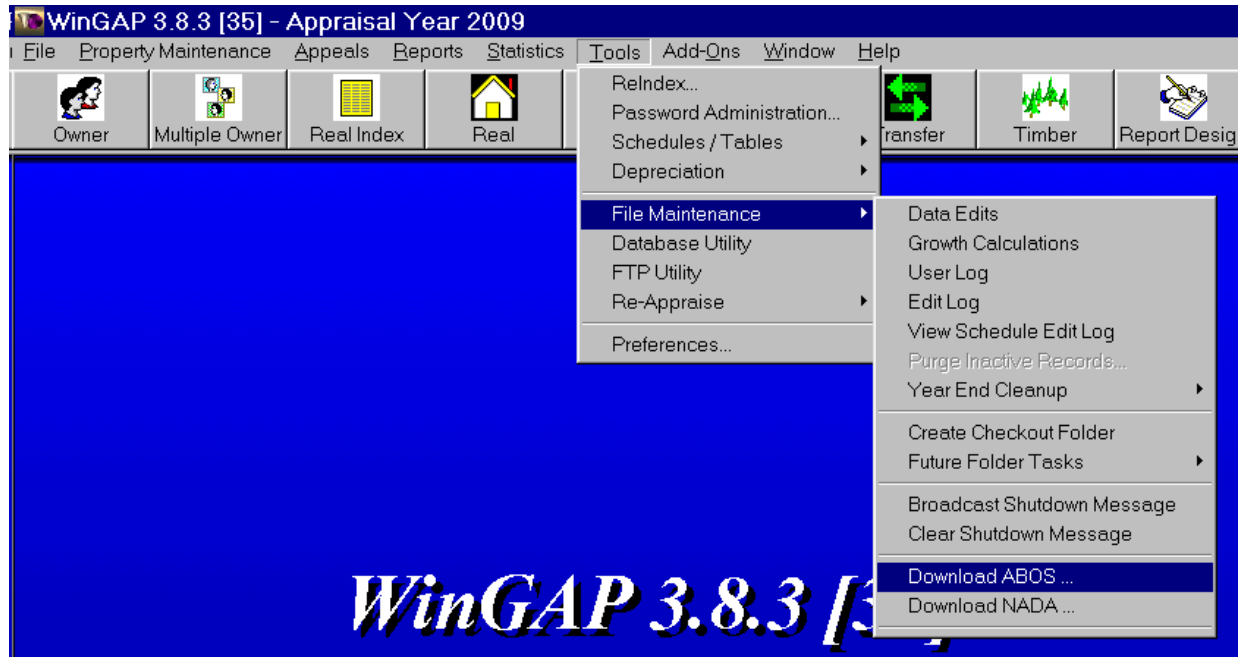 WinGAP 3.8.3 [35] - Appraisal Year 2009
File Property Maintenance Appeals Reports Statistics Tools Add-Ons Window Help
Owner Multiple Owner Real Index Real Transfer Timber Report Desig
ReIndex...
Password Administration...
Schedules / Tables
Depreciation
File Maintenance
Database Utility
FTP Utility
Re-Appraise
Preferences...
Data Edits
Growth Calculations
User Log
Edit Log
View Schedule Edit Log
Purge Inactive Records...
Year End Cleanup
Create Checkout Folder
Future Folder Tasks
Broadcast Shutdown Message
Clear Shutdown Message
Download ABOS ...
Download NADA ...
WinGAP 3.8.3 [3